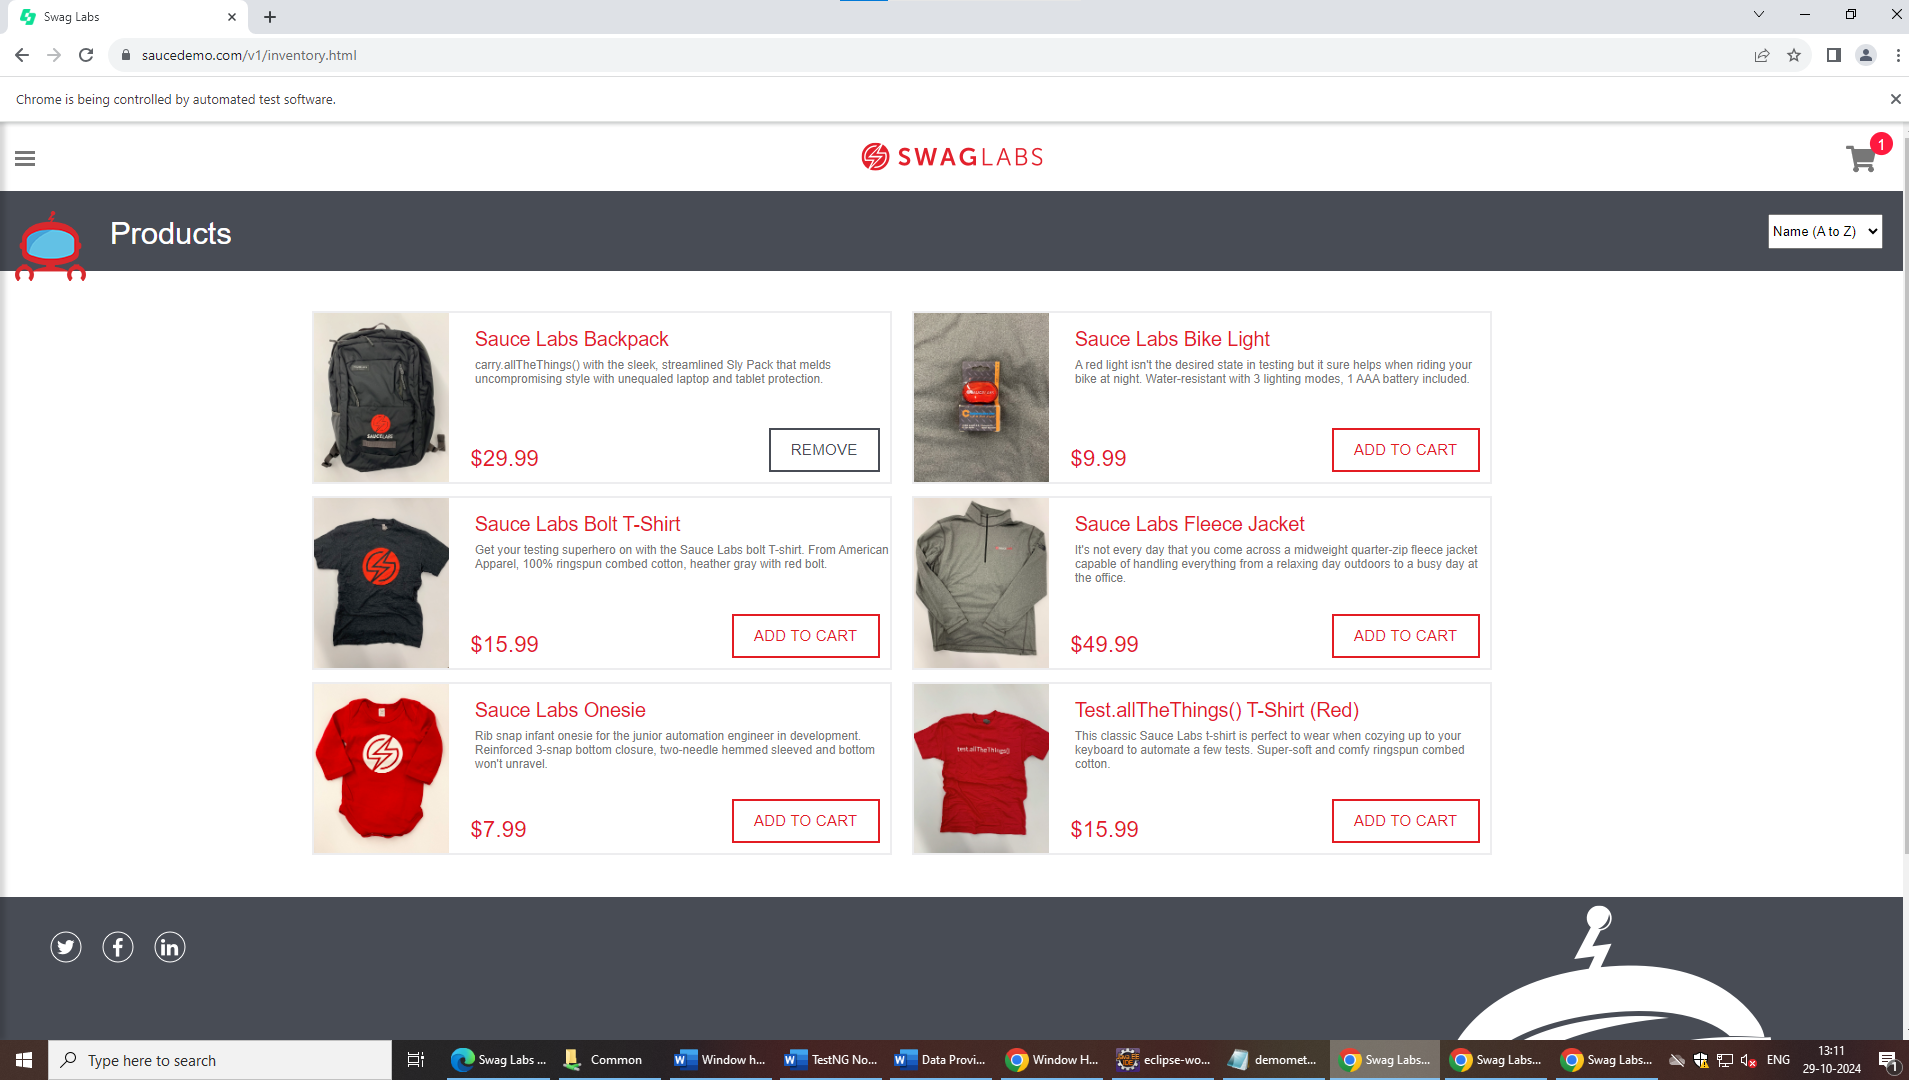 Swag Labs
saucedemo.com/v1/inventory.html
Chrome is being controlled by automated test software.
SWAGLABS
1
Products
Name (A to Z)
Sauce Labs Backpack
carry.allTheThings() with the sleek, streamlined Sly Pack that melds
uncompromising style with unequaled laptop and tablet protection.
$29.99
REMOVE
Sauce Labs Bike Light
A red light isn't the desired state in testing but it sure helps when riding your
bike at night. Water-resistant with 3 lighting modes, 1 AAA battery included.
$9.99
ADD TO CART
Sauce Labs Bolt T-Shirt
Get your testing superhero on with the Sauce Labs bolt T-shirt. From American
Apparel, 100% ringspun combed cotton, heather gray with red bolt.
$15.99
ADD TO CART
Sauce Labs Fleece Jacket
It's not every day that you come across a midweight quarter-zip fleece jacket
capable of handling everything from a relaxing day outdoors to a busy day at
the office.
$49.99
ADD TO CART
Sauce Labs Onesie
Rib snap infant onesie for the junior automation engineer in development.
Reinforced 3-snap bottom closure, two-needle hemmed sleeved and bottom
won't unravel.
$7.99
ADD TO CART
test.allTheThings()
Test.allTheThings() T-Shirt (Red)
This classic Sauce Labs t-shirt is perfect to wear when cozying up to your
keyboard to automate a few tests. Super-soft and comfy ringspun combed
cotton.
$15.99
ADD TO CART
Type here to search
Swag Labs ...
Common
Window h...
TestNG No...
Data Provi...
Window H...
eclipse-wo...
demomet...
Swag Labs...
Swag Labs...
Swag Labs...
ENG
13:11
29-10-2024
1